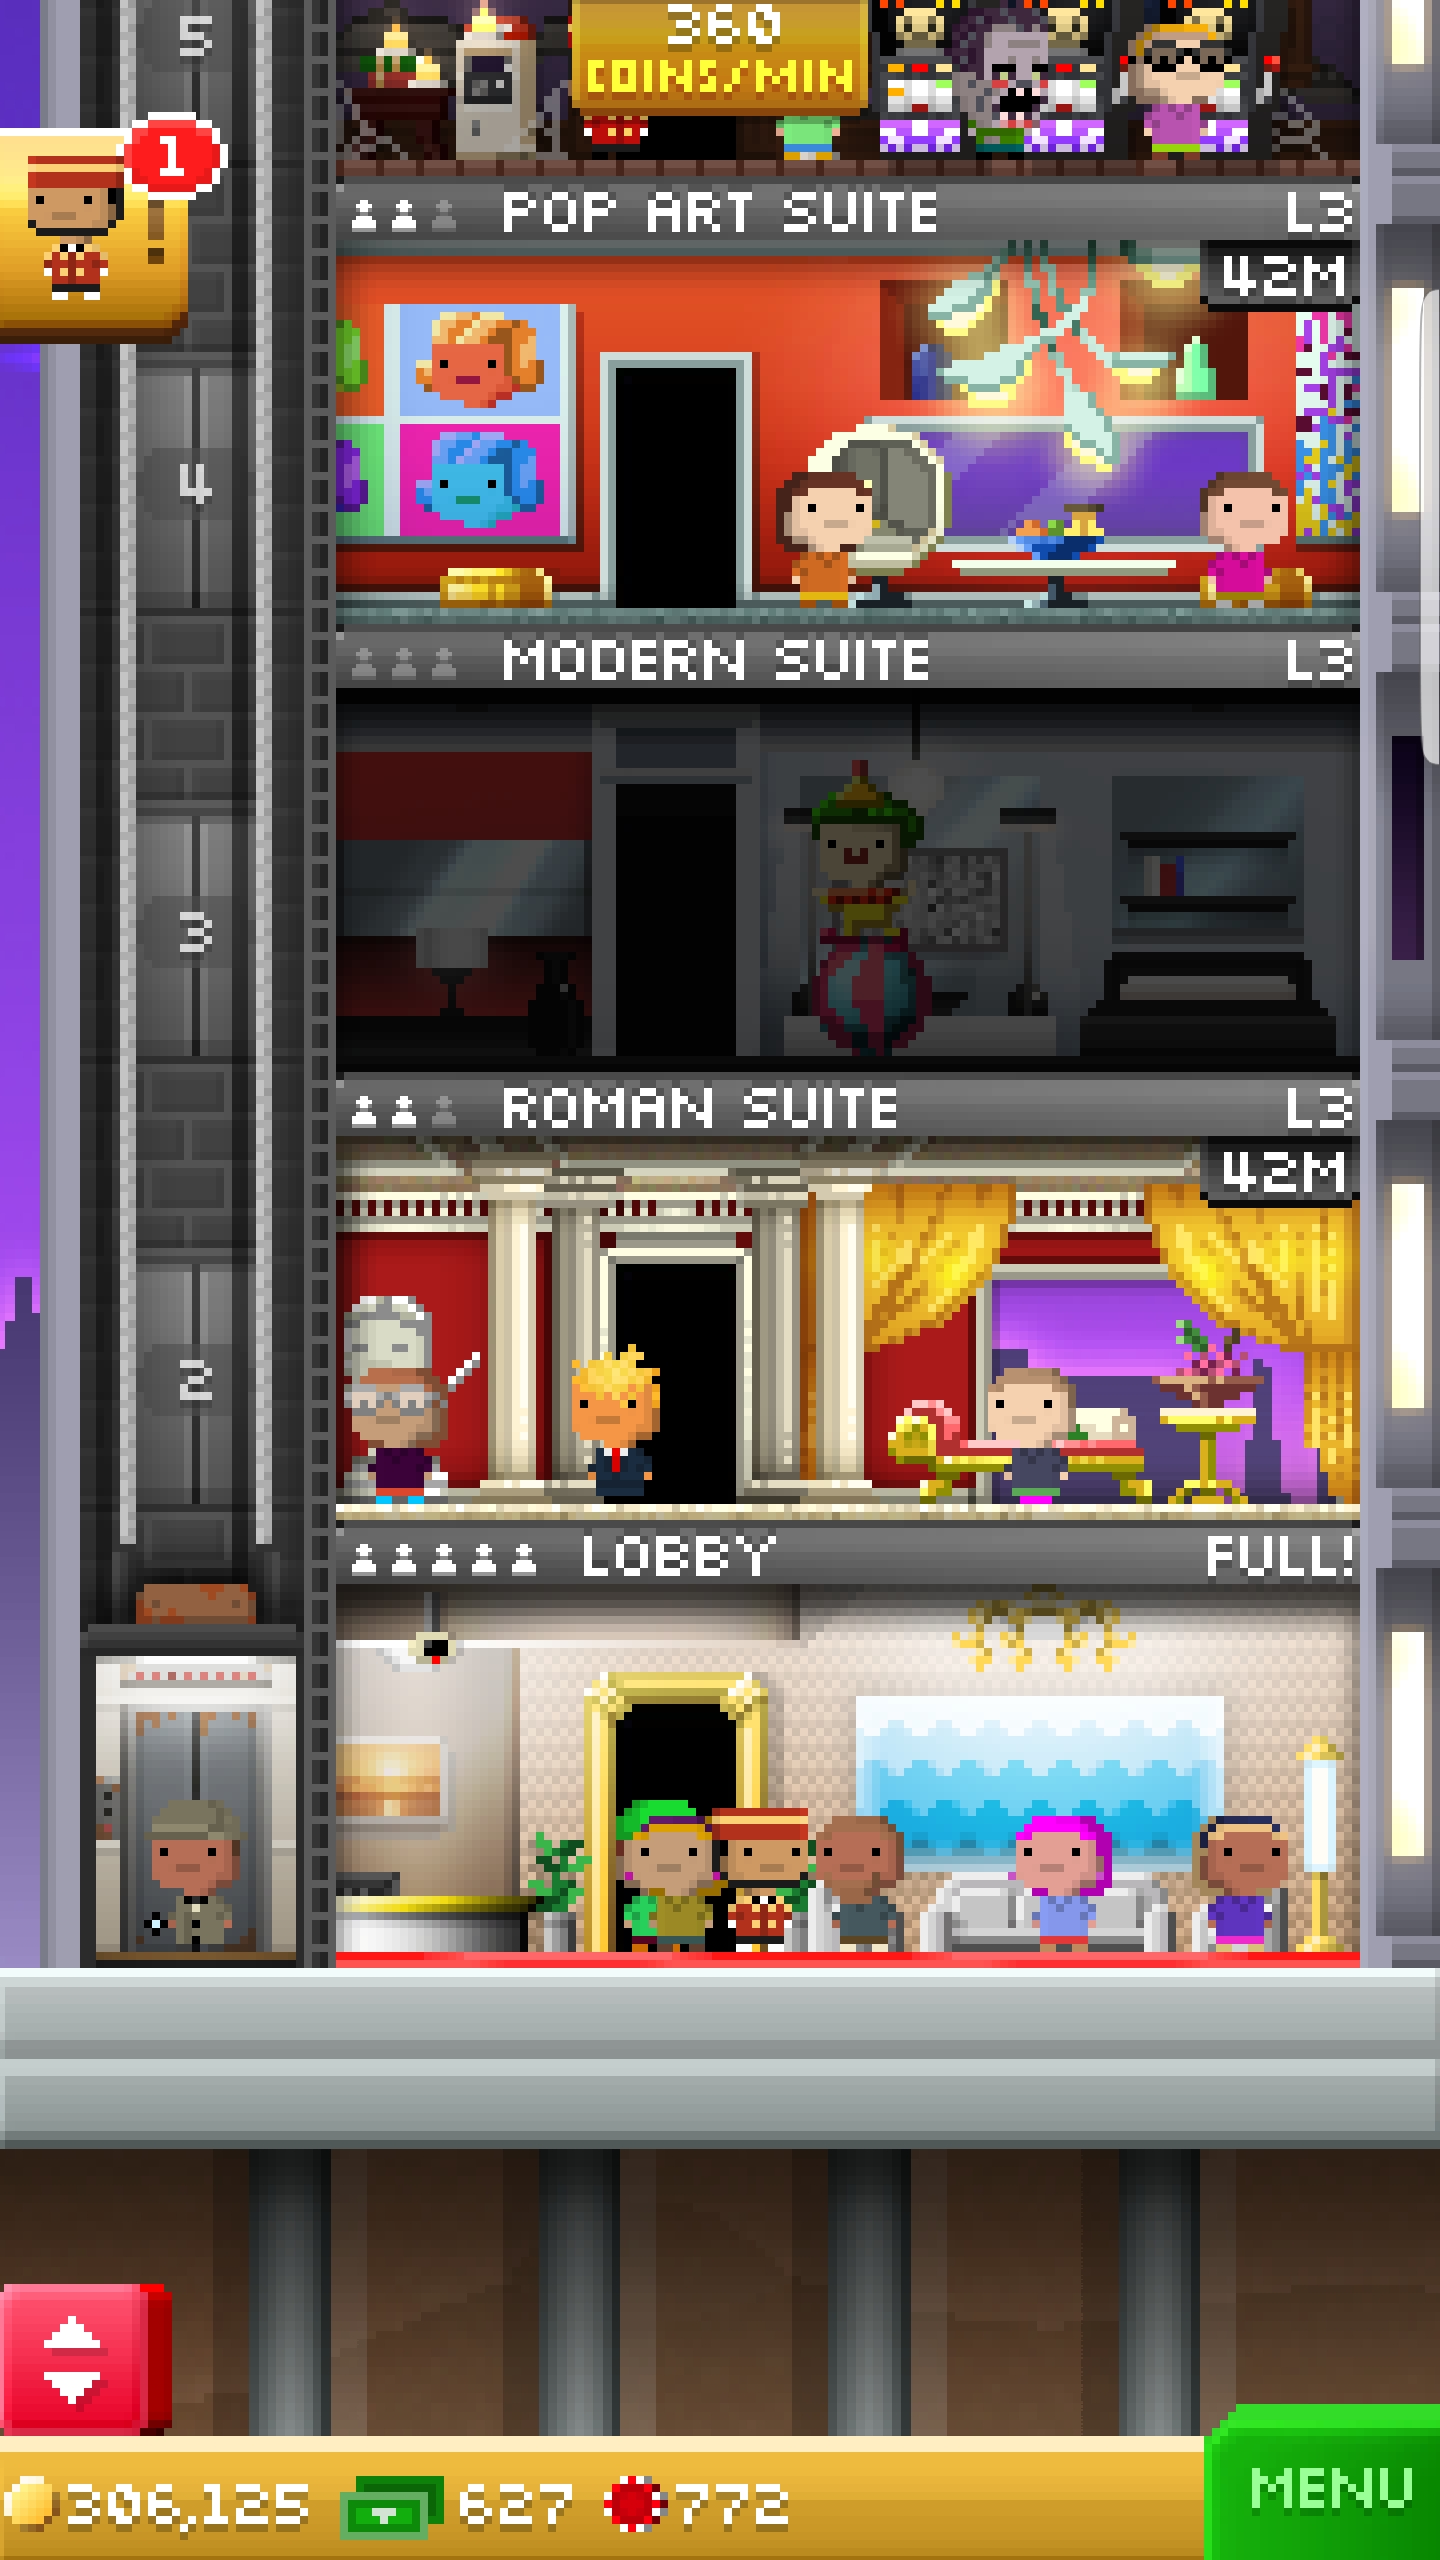 5
360
COINS/MIN
1
!
POP ART SUITE L3
42M
4
MODERN SUITE L3
3
ROMAN SUITE L3
42M
2
LOBBY FULL!
306,125 627 772
MENU